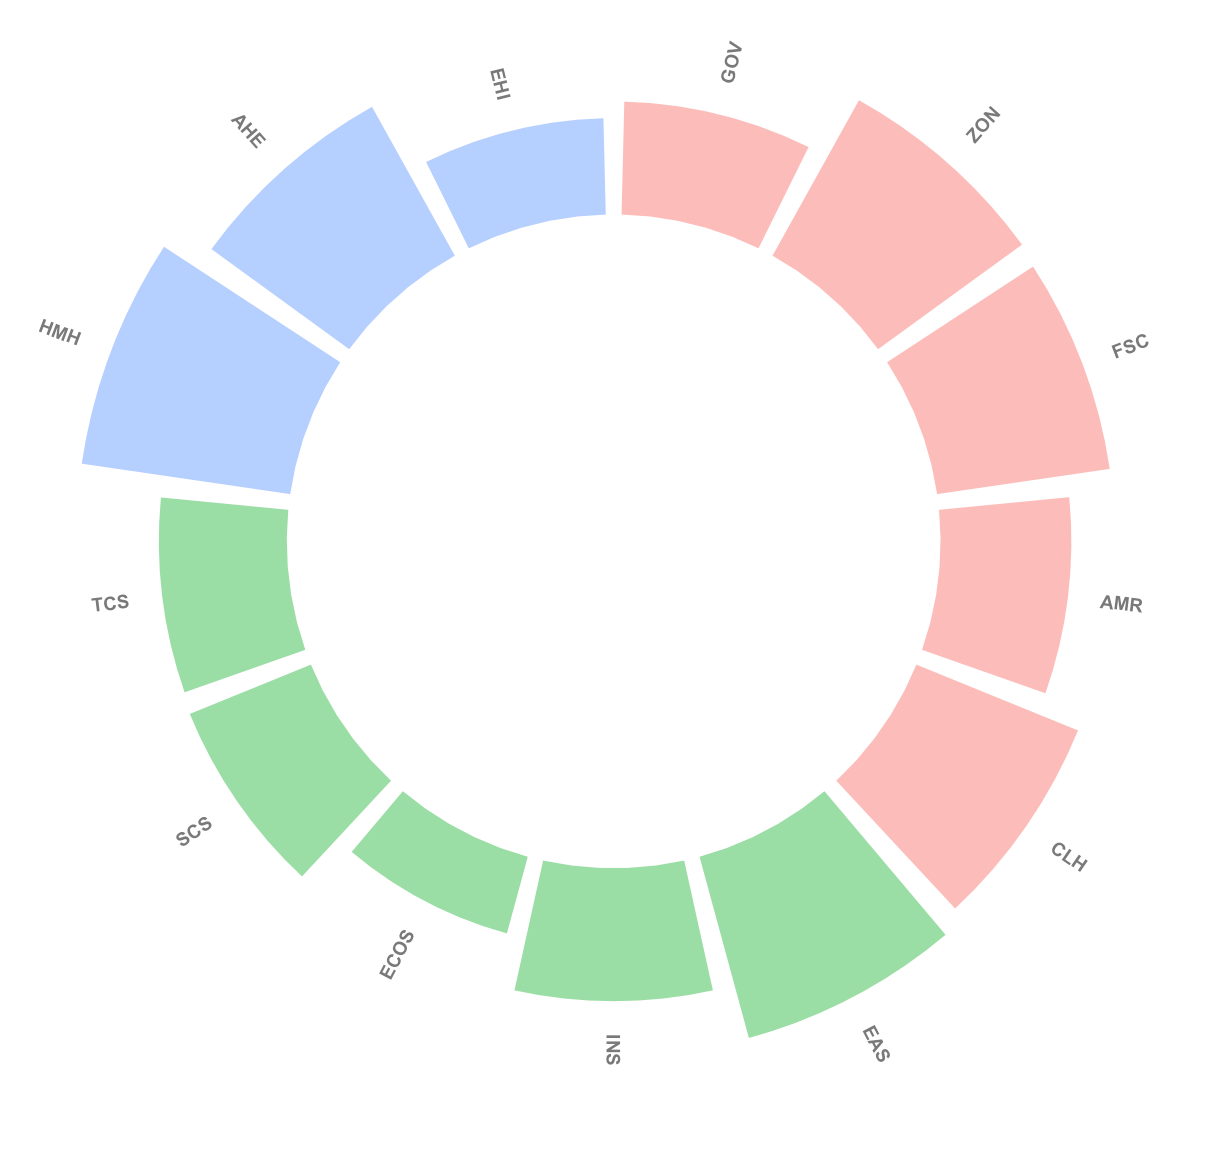 GOV
ZON
FSC
AMR
CLH
EAS
INS
ECOS
SCS
TCS
HMH
AHE
EHI